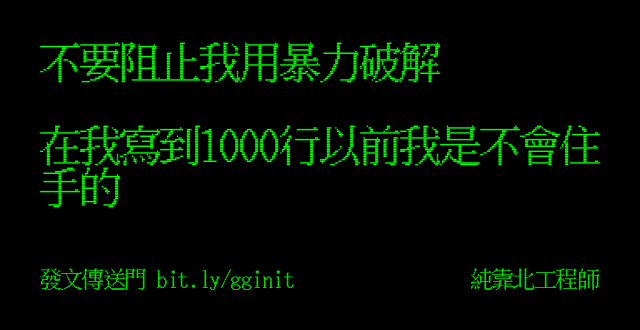 不要阻止我用暴力破解
在我寫到1000行以前我是不會住
手的
發文傳送門 bit.ly/gginit
純靠北工程師